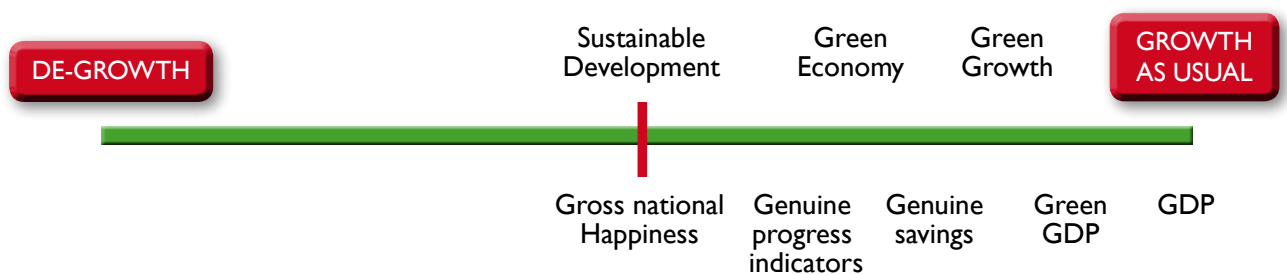 DE-GROWTH
Sustainable
Development
Green
Economy
Green
Growth
GROWTH
AS USUAL
Gross national
Happiness
Genuine
progress
indicators
Genuine
savings
Green
GDP
GDP